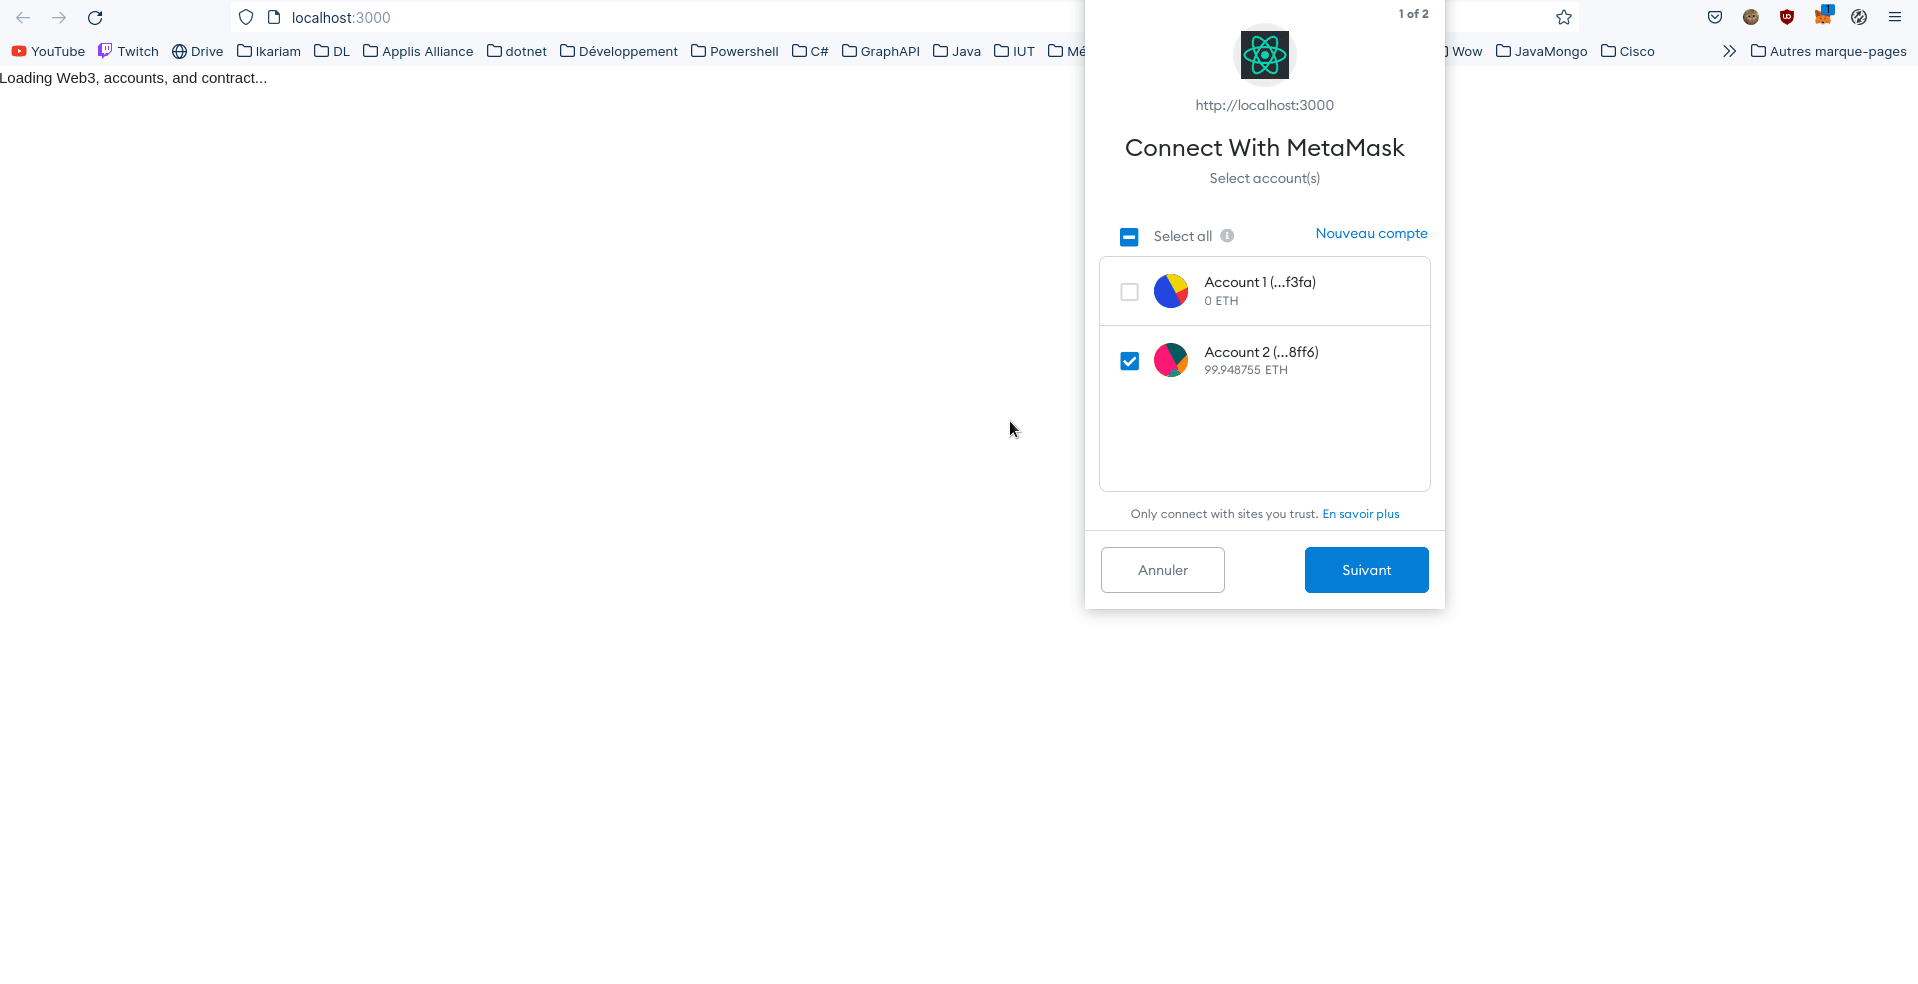 localhost:3000
1 of 2
YouTube Twitch Drive Ikariam DL Applis Alliance dotnet Développement Powershell C# GraphAPI Java IUT Mé Wow JavaMongo Cisco Autres marque-pages
Loading Web3, accounts, and contract...
http://localhost:3000
Connect With MetaMask
Select account(s)
Select all Nouveau compte
Account 1 (...f3fa)
0 ETH
Account 2 (...8ff6)
99.948755 ETH
Only connect with sites you trust. En savoir plus
Annuler Suivant